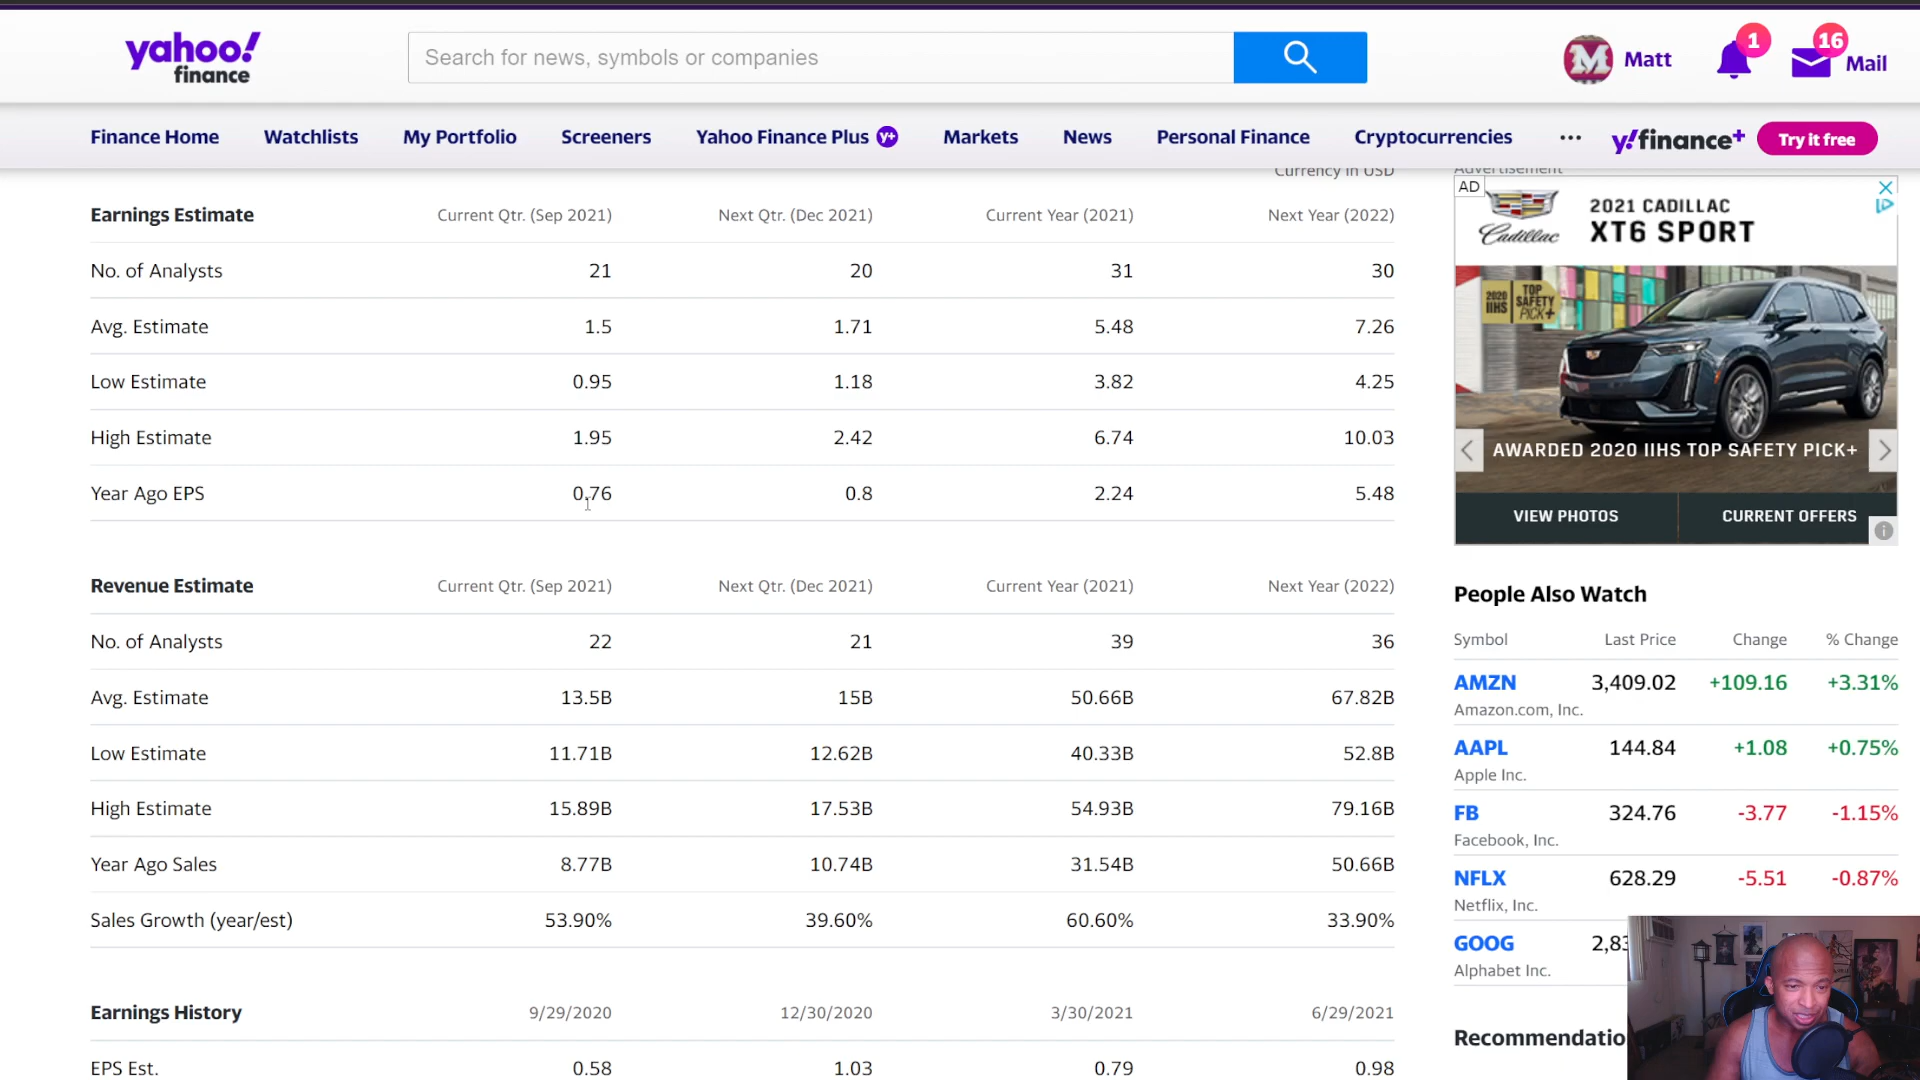 yahoo!
finance
Search for news, symbols or companies
M
Matt
1
16
Mail
Finance Home Watchlists My Portfolio Screeners Yahoo Finance Plus Y+ Markets News Personal Finance Cryptocurrencies ... y!finance+ Try it free
Currency in USD
Earnings Estimate Current Qtr. (Sep 2021) Next Qtr. (Dec 2021) Current Year (2021) Next Year (2022)
No. of Analysts 21 20 31 30
Avg. Estimate 1.5 1.71 5.48 7.26
Low Estimate 0.95 1.18 3.82 4.25
High Estimate 1.95 2.42 6.74 10.03
Year Ago EPS 0.76 0.8 2.24 5.48
Revenue Estimate Current Qtr. (Sep 2021) Next Qtr. (Dec 2021) Current Year (2021) Next Year (2022)
No. of Analysts 22 21 39 36
Avg. Estimate 13.5B 15B 50.66B 67.82B
Low Estimate 11.71B 12.62B 40.33B 52.8B
High Estimate 15.89B 17.53B 54.93B 79.16B
Year Ago Sales 8.77B 10.74B 31.54B 50.66B
Sales Growth (year/est) 53.90% 39.60% 60.60% 33.90%
Earnings History 9/29/2020 12/30/2020 3/30/2021 6/29/2021
EPS Est. 0.58 1.03 0.79 0.98
Advertisement
AD
Cadillac
2021 CADILLAC
XT6 SPORT
2020 IIHS TOP SAFETY PICK+
AWARDED 2020 IIHS TOP SAFETY PICK+
VIEW PHOTOS CURRENT OFFERS
People Also Watch
Symbol Last Price Change % Change
AMZN 3,409.02 +109.16 +3.31%
Amazon.com, Inc.
AAPL 144.84 +1.08 +0.75%
Apple Inc.
FB 324.76 -3.77 -1.15%
Facebook, Inc.
NFLX 628.29 -5.51 -0.87%
Netflix, Inc.
GOOG 2,83
Alphabet Inc.
Recommendatio